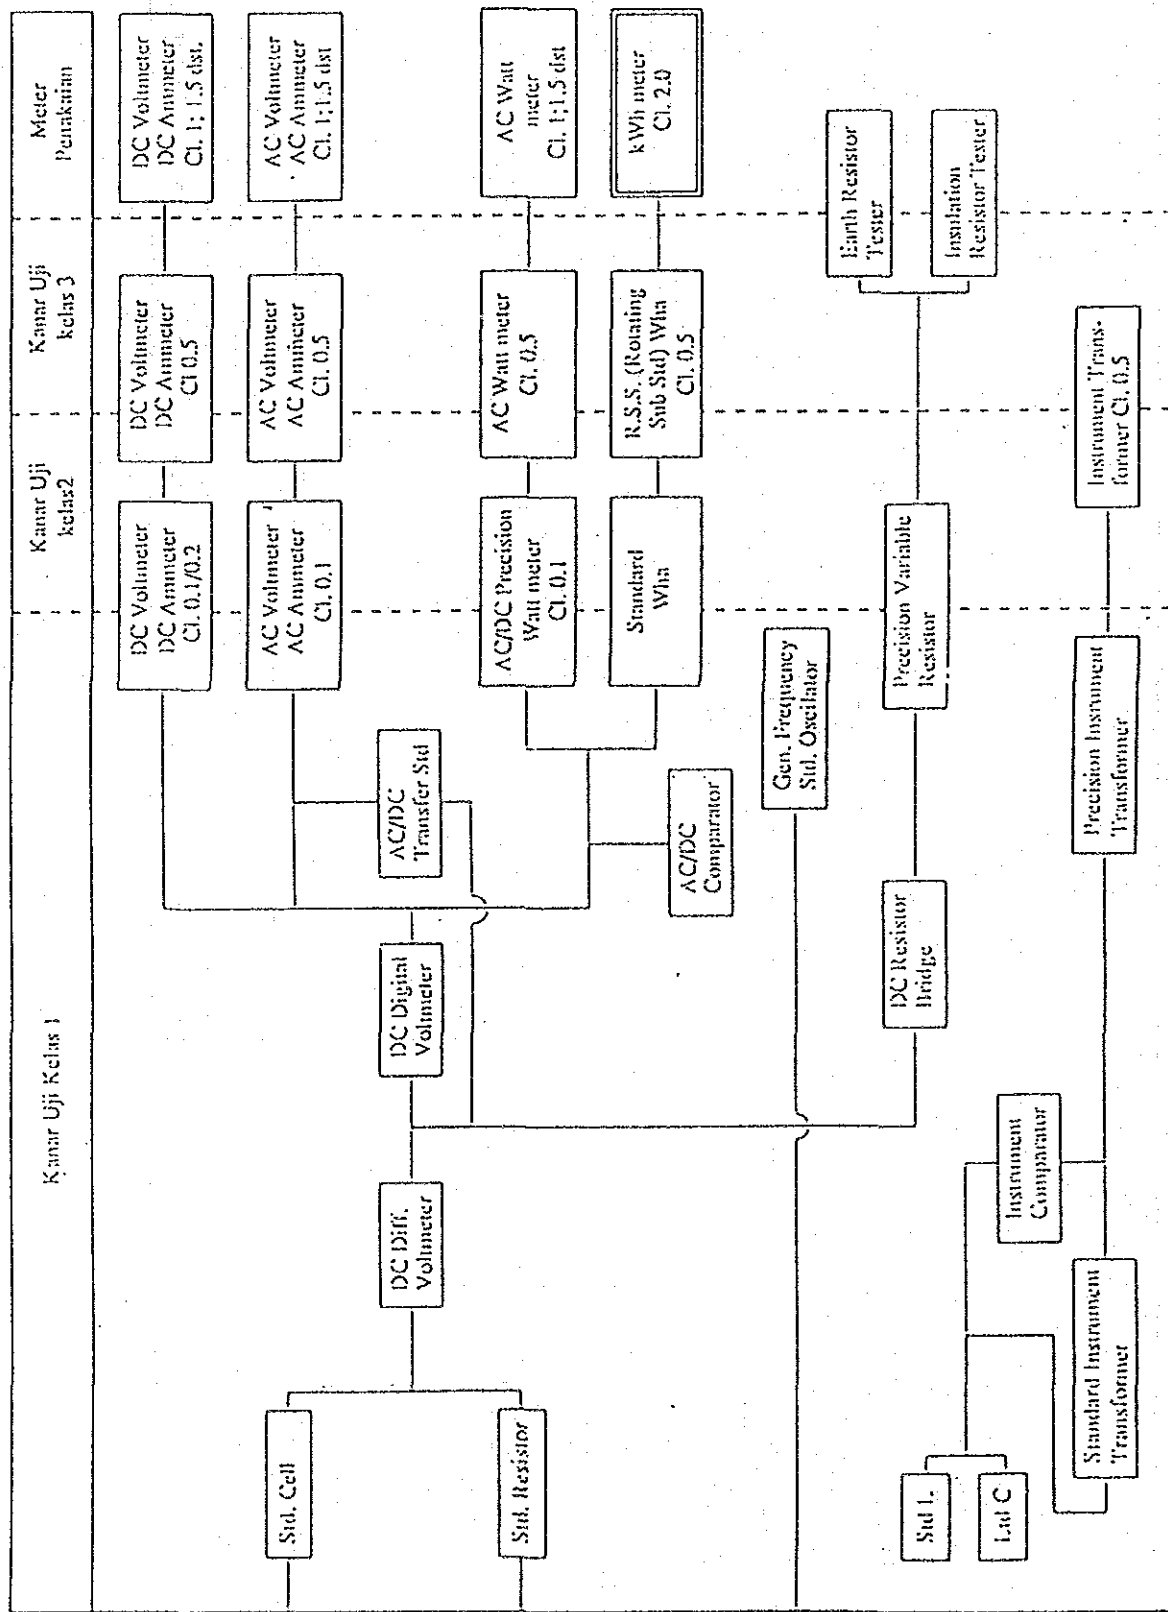 Kanar Uji Kelas 1
Kanar Uji
kelas2
Kanar Uji
kelas 3
Meter
Penakaian
Std. Cell
Std. Resistor
DC Diff.
Voltmeter
DC Digital
Voltmeter
AC/DC
Transfer Std
AC/DC
Comparator
DC Voltmeter
DC Ammeter
Cl. 0.1/0.2
DC Voltmeter
DC Ammeter
Cl 0.5
DC Voltmeter
DC Ammeter
Cl. 1; 1.5 dst.
AC Voltmeter
AC Ammeter
Cl. 0.1
AC Voltmeter
AC Ammeter
Cl. 0.5
AC Voltmeter
AC Ammeter
Cl. 1;1.5 dst
AC/DC Precision
Watt meter
Cl. 0.1
AC Watt meter
Cl. 0.5
AC Watt
meter
Cl. 1;1.5 dst
Standard
Wha
R.S.S. (Rotating
Sub Std) Wha
Cl. 0.5
kWh meter
Cl. 2.0
Gen. Frequency
Std. Oscilator
DC Resistor
Bridge
Precision Variable
Resistor
Earth Resistor
Tester
Insulation
Resistor Tester
Std L
Ltd C
Instrument
Comparator
Standard Instrument
Transformer
Precision Instrument
Transformer
Instrument Trans-
former Cl. 0.5